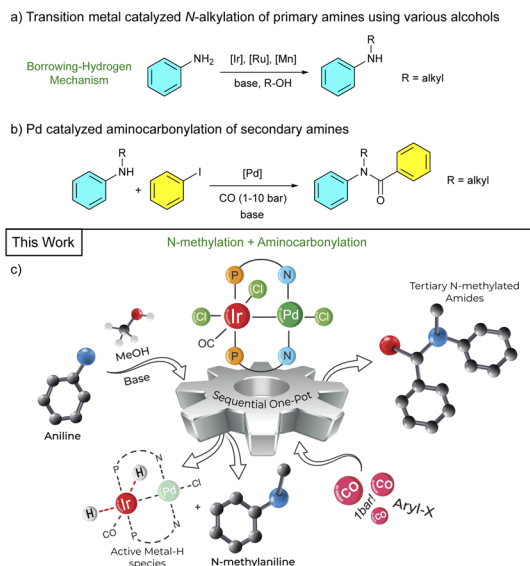 a) Transition metal catalyzed N-alkylation of primary amines using various alcohols
Borrowing-Hydrogen
Mechanism
NH2
[Ir], [Ru], [Mn]
base, R-OH
R
NH
R = alkyl
b) Pd catalyzed aminocarbonylation of secondary amines
R
NH
+
I
[Pd]
CO (1-10 bar)
base
R
N
O
R = alkyl
This Work
N-methylation + Aminocarbonylation
c)
P
N
Cl
Cl
Ir
Pd
Cl
OC
P
N
MeOH
Base
Aniline
Sequential One-Pot
Tertiary N-methylated
Amides
P
N
H
Ir
Pd
Cl
H
CO
P
N
Active Metal-H
species
+
N-methylaniline
CO
CO
CO
1bar!
Aryl-X